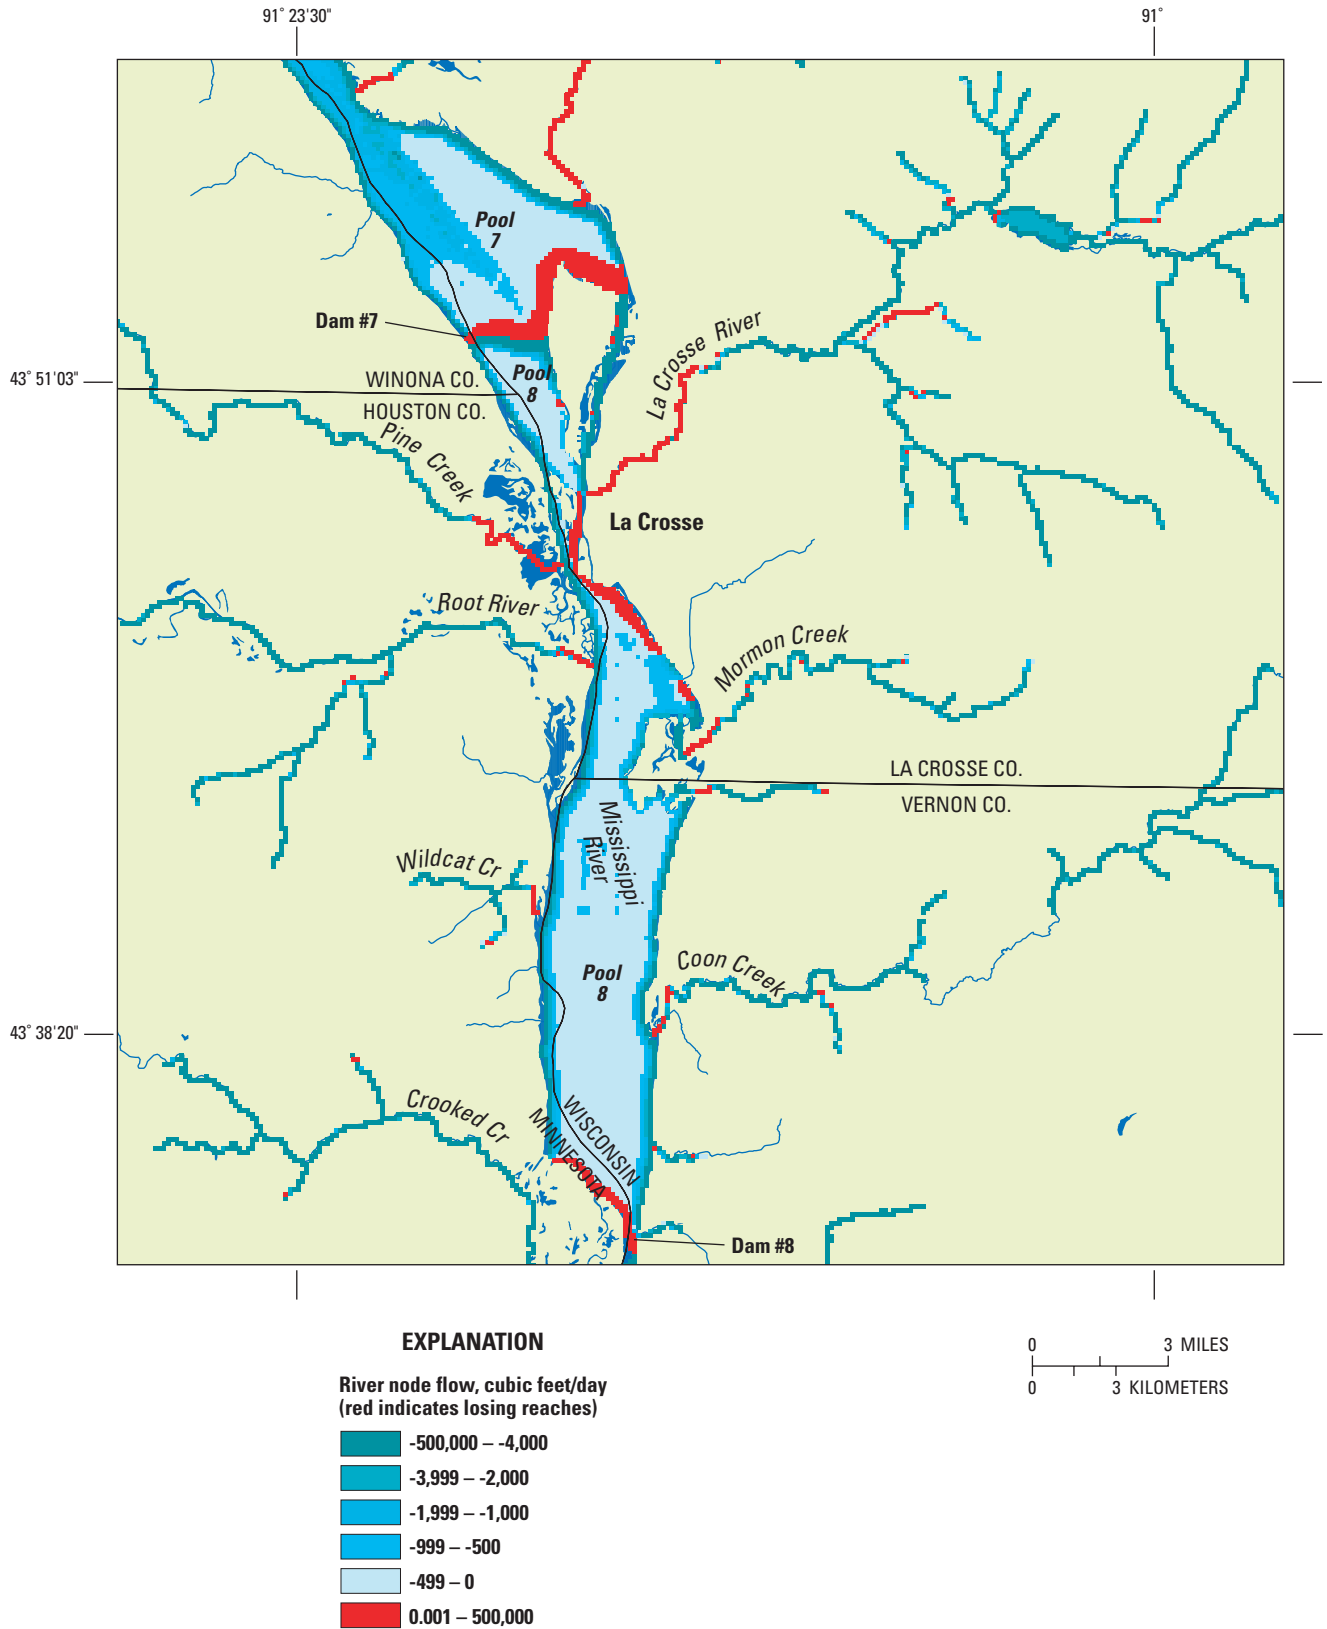 91° 23'30"
91°
Pool
7
Dam #7
La Crosse River
43° 51'03"
WINONA CO.
Pool
8
HOUSTON CO.
Pine Creek
La Crosse
Root River
Mormon Creek
LA CROSSE CO.
VERNON CO.
Mississippi
River
Wildcat Cr
Coon Creek
Pool
8
43° 38'20"
Crooked Cr
WISCONSIN
MINNESOTA
Dam #8
EXPLANATION
River node flow, cubic feet/day
(red indicates losing reaches)
-500,000 – -4,000
-3,999 – -2,000
-1,999 – -1,000
-999 – -500
-499 – 0
0.001 – 500,000
0 3 MILES
0 3 KILOMETERS